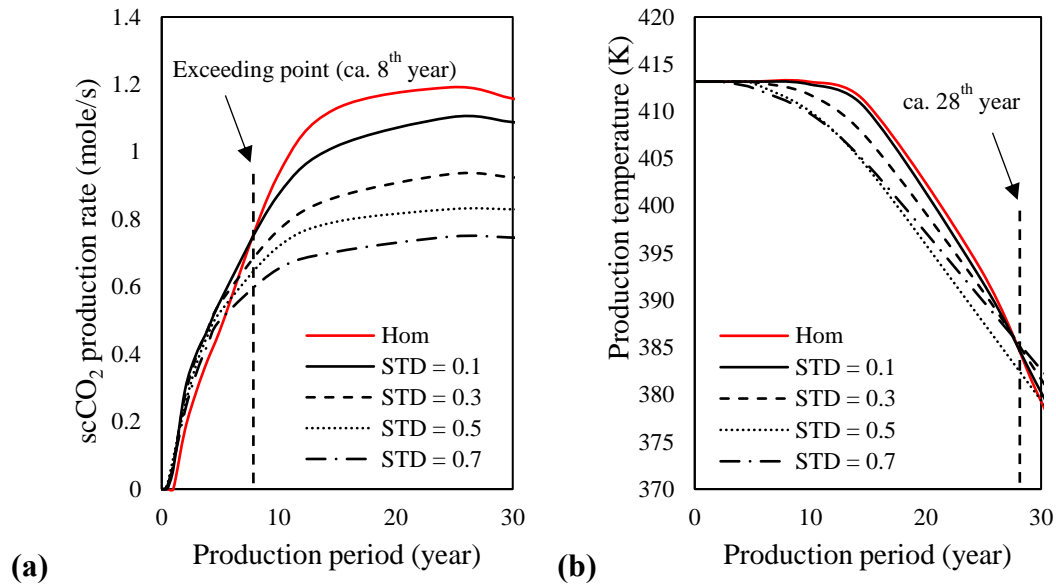 1.4
1.2
1
0.8
0.6
0.4
0.2
0
scCO2 production rate (mole/s)
Exceeding point (ca. 8th year)
Hom
STD = 0.1
STD = 0.3
STD = 0.5
STD = 0.7
0 10 20 30
Production period (year)
(a)
420
415
410
405
400
395
390
385
380
375
370
Production temperature (K)
ca. 28th year
Hom
STD = 0.1
STD = 0.3
STD = 0.5
STD = 0.7
0 10 20 30
Production period (year)
(b)